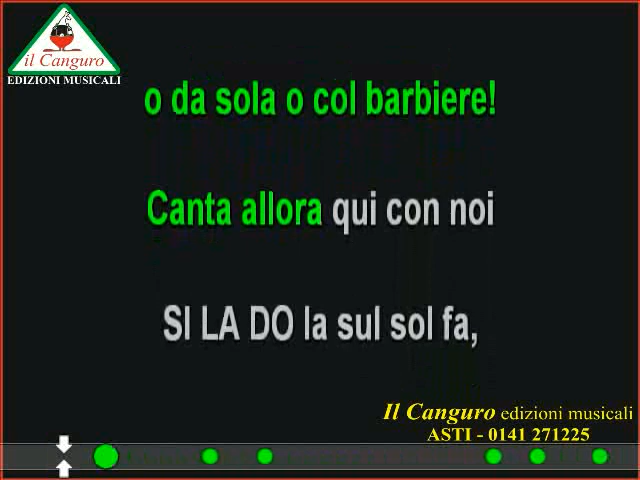 il Canguro
EDIZIONI MUSICALI
o da sola o col barbiere!
Canta allora qui con noi
SI LA DO la sul sol fa,
Il Canguro edizioni musicali
ASTI - 0141 271225